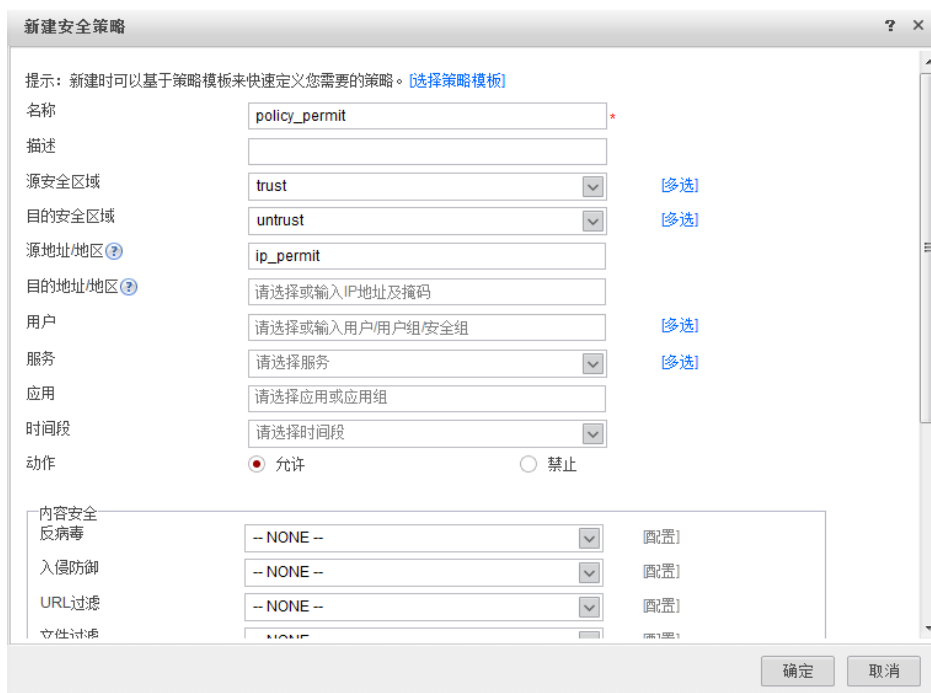 新建安全策略 ? ×
提示：新建时可以基于策略模板来快速定义您需要的策略。[选择策略模板]
名称 policy_permit *
描述
源安全区域 trust [多选]
目的安全区域 untrust [多选]
源地址/地区 ? ip_permit
目的地址/地区 ? 请选择或输入IP地址及掩码
用户 请选择或输入用户/用户组/安全组 [多选]
服务 请选择服务 [多选]
应用 请选择应用或应用组
时间段 请选择时间段
动作 允许 禁止
内容安全
反病毒 -- NONE -- [配置]
入侵防御 -- NONE -- [配置]
URL过滤 -- NONE -- [配置]
文件过滤 -- NONE -- [配置]
确定 取消